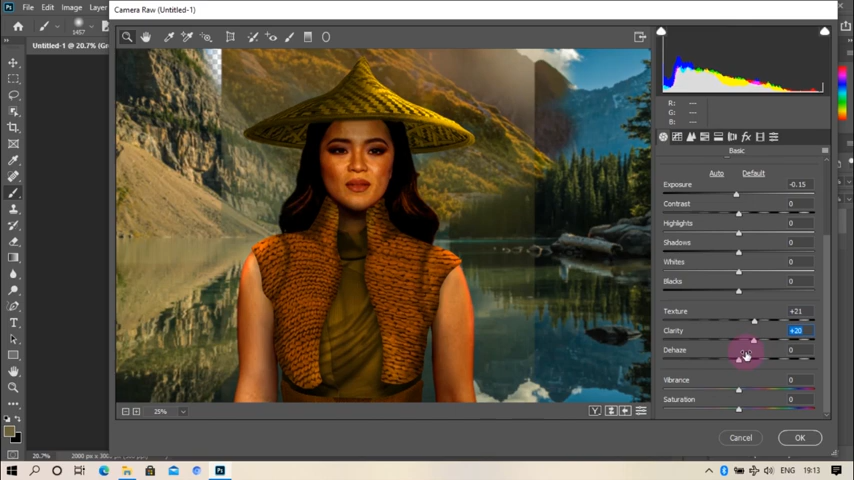 Camera Raw (Untitled-1)
File Edit Image Layer
1457
Untitled-1 @ 20.7%
R: ---
G: ---
B: ---
Basic
Auto Default
Exposure -0.15
Contrast 0
Highlights 0
Shadows 0
Whites 0
Blacks 0
Texture +21
Clarity +20
Dehaze 0
Vibrance 0
Saturation 0
25%
Cancel OK
20.7%
Ps
ENG 19:13